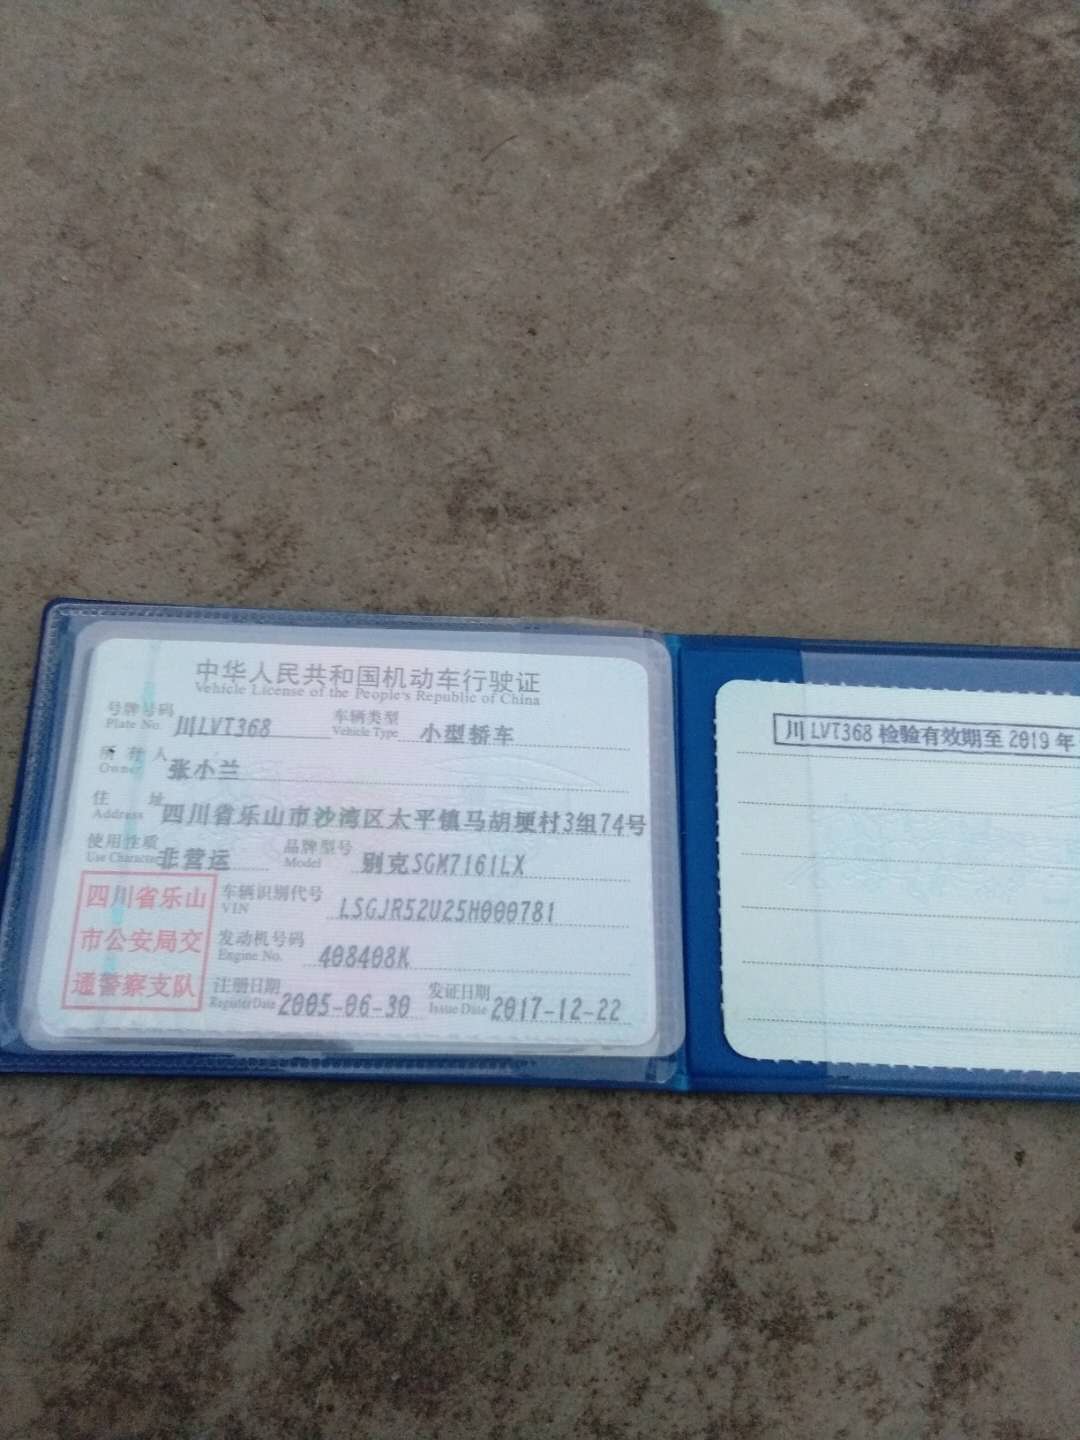 中华人民共和国机动车行驶证
Vehicle License of the People's Republic of China
号牌号码 川LVT368 车辆类型 小型轿车
Plate No. Vehicle Type
所有人 张小兰
Owner
住址 四川省乐山市沙湾区太平镇马胡埂村3组74号
Address
使用性质 非营运 品牌型号 别克SGM7161LX
Use Character Model
四川省乐山
市公安局交
通警察支队
车辆识别代号 LSGJR52U25H000781
VIN
发动机号码 408408K
Engine No.
注册日期 2005-06-30 发证日期 2017-12-22
Register Date Issue Date
川LVT368检验有效期至2019年